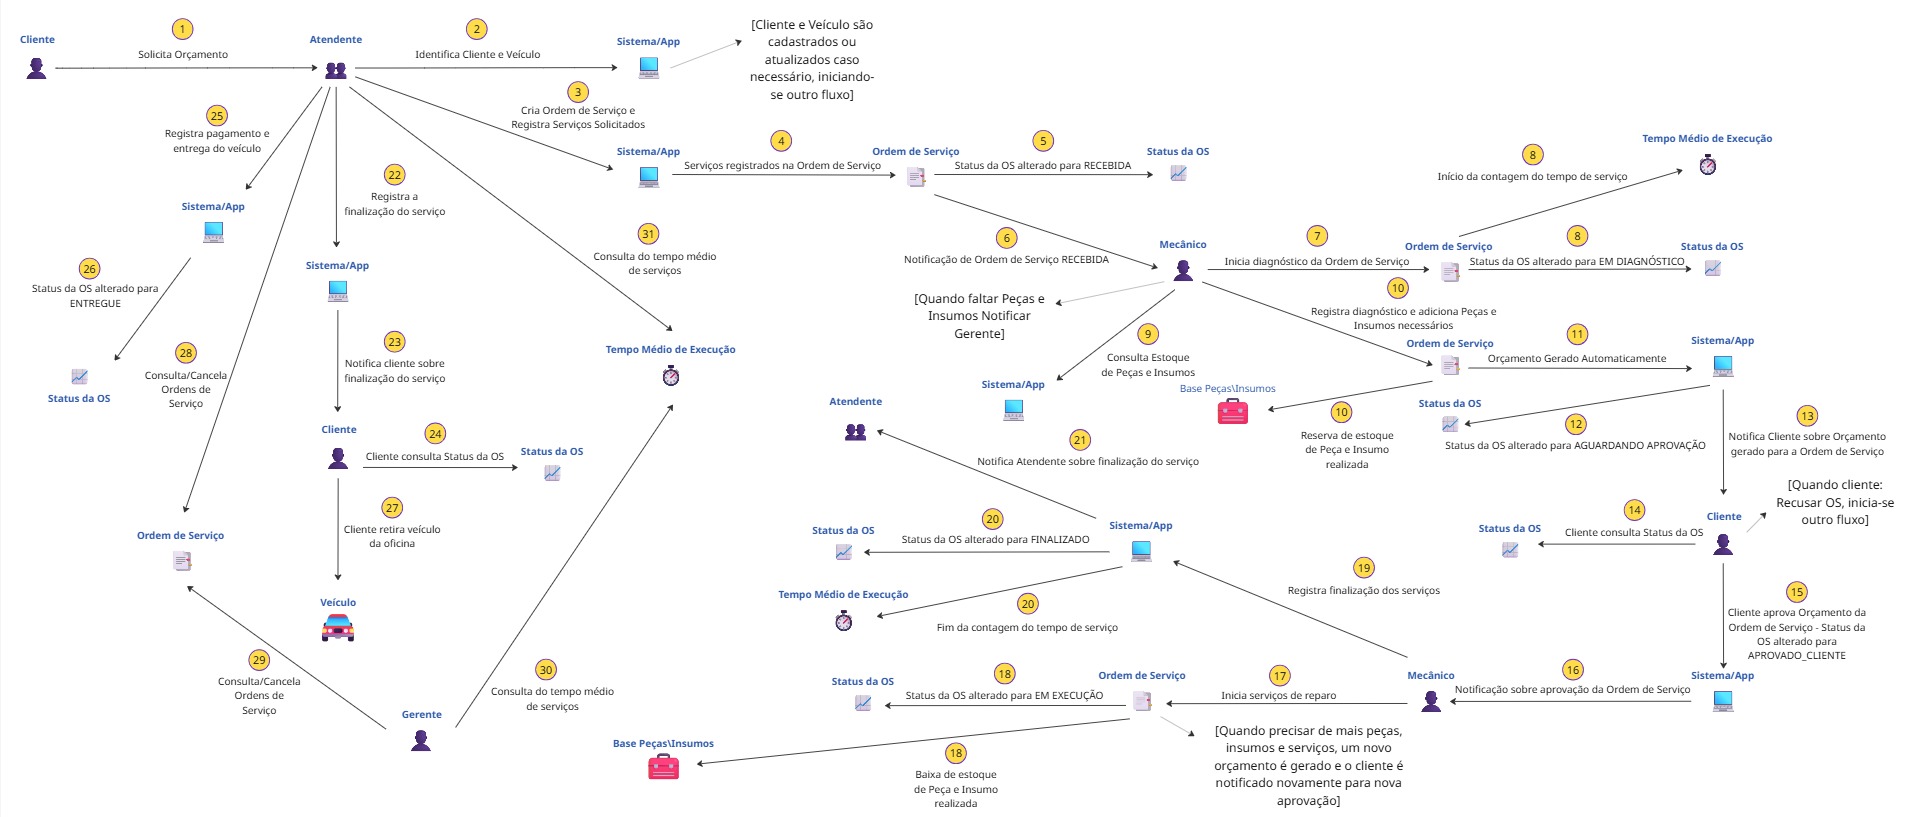 1
Cliente
Solicita Orçamento
Atendente
2
Identifica Cliente e Veículo
Sistema/App
[Cliente e Veículo são
cadastrados ou
atualizados caso
necessário, iniciando-
se outro fluxo]
3
Cria Ordem de Serviço e
Registra Serviços Solicitados
Sistema/App
4
Serviços registrados na Ordem de Serviço
Ordem de Serviço
5
Status da OS alterado para RECEBIDA
Status da OS
6
Notificação de Ordem de Serviço RECEBIDA
Mecânico
[Quando faltar Peças e
Insumos Notificar
Gerente]
7
Inicia diagnóstico da Ordem de Serviço
Ordem de Serviço
8
Início da contagem do tempo de serviço
Tempo Médio de Execução
8
Status da OS alterado para EM DIAGNÓSTICO
Status da OS
9
Consulta Estoque
de Peças e Insumos
Sistema/App
10
Registra diagnóstico e adiciona Peças e
Insumos necessários
Ordem de Serviço
10
Reserva de estoque
de Peça e Insumo
realizada
Base Peças\Insumos
11
Orçamento Gerado Automaticamente
Sistema/App
12
Status da OS alterado para AGUARDANDO APROVAÇÃO
Status da OS
13
Notifica Cliente sobre Orçamento
gerado para a Ordem de Serviço
Cliente
[Quando cliente:
Recusar OS, inicia-se
outro fluxo]
14
Cliente consulta Status da OS
Status da OS
15
Cliente aprova Orçamento da
Ordem de Serviço - Status da
OS alterado para
APROVADO_CLIENTE
Sistema/App
16
Notificação sobre aprovação da Ordem de Serviço
Mecânico
17
Inicia serviços de reparo
Ordem de Serviço
[Quando precisar de mais peças,
insumos e serviços, um novo
orçamento é gerado e o cliente é
notificado novamente para nova
aprovação]
18
Status da OS alterado para EM EXECUÇÃO
Status da OS
18
Baixa de estoque
de Peça e Insumo
realizada
Base Peças\Insumos
19
Registra finalização dos serviços
Sistema/App
20
Status da OS alterado para FINALIZADO
Status da OS
20
Fim da contagem do tempo de serviço
Tempo Médio de Execução
21
Notifica Atendente sobre finalização do serviço
Atendente
22
Registra a
finalização do serviço
Sistema/App
23
Notifica cliente sobre
finalização do serviço
Cliente
24
Cliente consulta Status da OS
Status da OS
25
Registra pagamento e
entrega do veículo
Sistema/App
26
Status da OS alterado para
ENTREGUE
Status da OS
27
Cliente retira veículo
da oficina
Veículo
28
Consulta/Cancela
Ordens de
Serviço
Ordem de Serviço
29
Consulta/Cancela
Ordens de
Serviço
Gerente
30
Consulta do tempo médio
de serviços
31
Consulta do tempo médio
de serviços
Tempo Médio de Execução